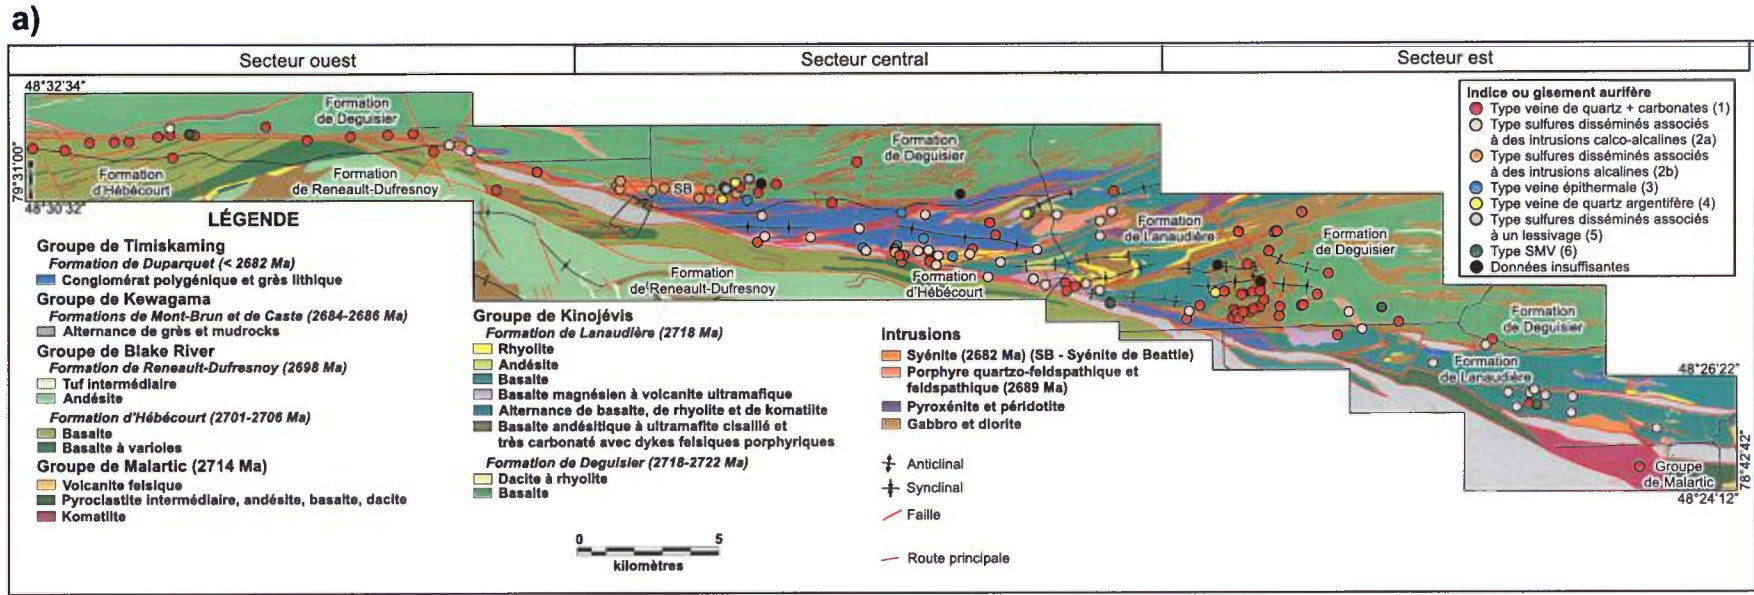 a)
Secteur ouest
Secteur central
Secteur est
48°32'34"
79°31'00"
48°30'32"
Formation
de Deguisier
Formation
d'Hébécourt
Formation
de Reneault-Dufresnoy
SB
Formation
de Deguisier
Formation
de Reneault-Dufresnoy
Formation
d'Hébécourt
Formation
de Lanaudière
Formation
de Deguisier
Formation
de Deguisier
Formation
de Lanaudière
Groupe
de Malartic
48°26'22"
78°42'42"
48°24'12"
Indice ou gisement aurifère
Type veine de quartz + carbonates (1)
Type sulfures disséminés associés
à des intrusions calco-alcalines (2a)
Type sulfures disséminés associés
à des intrusions alcalines (2b)
Type veine épithermale (3)
Type veine de quartz argentifère (4)
Type sulfures disséminés associés
à un lessivage (5)
Type SMV (6)
Données insuffisantes
LÉGENDE
Groupe de Timiskaming
Formation de Duparquet (< 2682 Ma)
Conglomérat polygénique et grès lithique
Groupe de Kewagama
Formations de Mont-Brun et de Caste (2684-2686 Ma)
Alternance de grès et mudrocks
Groupe de Blake River
Formation de Reneault-Dufresnoy (2698 Ma)
Tuf intermédiaire
Andésite
Formation d'Hébécourt (2701-2706 Ma)
Basalte
Basalte à varioles
Groupe de Malartic (2714 Ma)
Volcanite felsique
Pyroclastite intermédiaire, andésite, basalte, dacite
Komatiite
Groupe de Kinojévis
Formation de Lanaudière (2718 Ma)
Rhyolite
Andésite
Basalte
Basalte magnésien à volcanite ultramafique
Alternance de basalte, de rhyolite et de komatiite
Basalte andésitique à ultramafite cisaillé et
très carbonaté avec dykes felsiques porphyriques
Formation de Deguisier (2718-2722 Ma)
Dacite à rhyolite
Basalte
0 5
kilomètres
Intrusions
Syénite (2682 Ma) (SB - Syénite de Beattie)
Porphyre quartzo-feldspathique et
feldspathique (2689 Ma)
Pyroxénite et péridotite
Gabbro et diorite
Anticlinal
Synclinal
Faille
Route principale